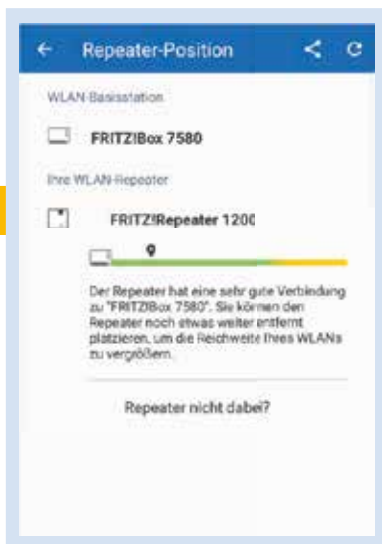 Repeater-Position
WLAN-Basisstation
FRITZ!Box 7580
Ihre WLAN-Repeater
FRITZ!Repeater 1200
Der Repeater hat eine sehr gute Verbindung
zu "FRITZ!Box 7580". Sie können den
Repeater noch etwas weiter entfernt
platzieren, um die Reichweite Ihres WLANs
zu vergrößern.
Repeater nicht dabei?